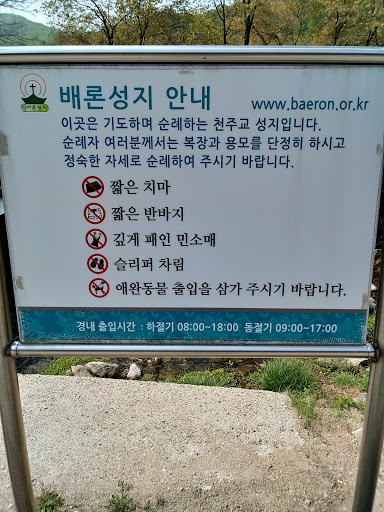 배론성지 안내 www.baeron.or.kr
이곳은 기도하며 순례하는 천주교 성지입니다.
순례자 여러분께서는 복장과 용모를 단정히 하시고
정숙한 자세로 순례하여 주시기 바랍니다.
짧은 치마
짧은 반바지
깊게 패인 민소매
슬리퍼 차림
애완동물 출입을 삼가 주시기 바랍니다.
경내 출입시간 : 하절기 08:00~18:00 동절기 09:00~17:00